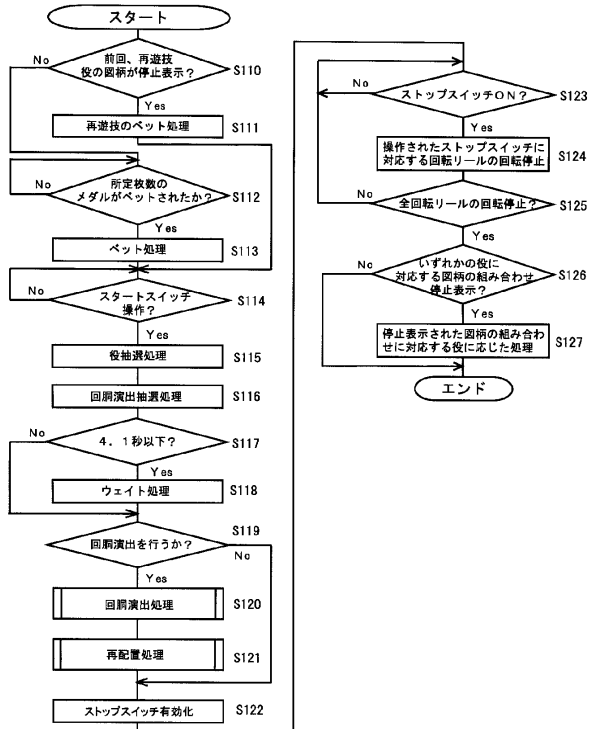 スタート
前回、再遊技
役の図柄が停止表示？
No
S110
Yes
再遊技のベット処理
S111
所定枚数の
メダルがベットされたか？
No
S112
Yes
ベット処理
S113
スタートスイッチ
操作？
No
S114
Yes
役抽選処理
S115
回胴演出抽選処理
S116
４．１秒以下？
No
S117
Yes
ウェイト処理
S118
回胴演出を行うか？
S119
No
Yes
回胴演出処理
S120
再配置処理
S121
ストップスイッチ有効化
S122
ストップスイッチＯＮ？
No
S123
Yes
操作されたストップスイッチに
対応する回転リールの回転停止
S124
全回転リールの回転停止？
No
S125
Yes
いずれかの役に
対応する図柄の組み合わせ
停止表示？
No
S126
Yes
停止表示された図柄の組み合わ
せに対応する役に応じた処理
S127
エンド